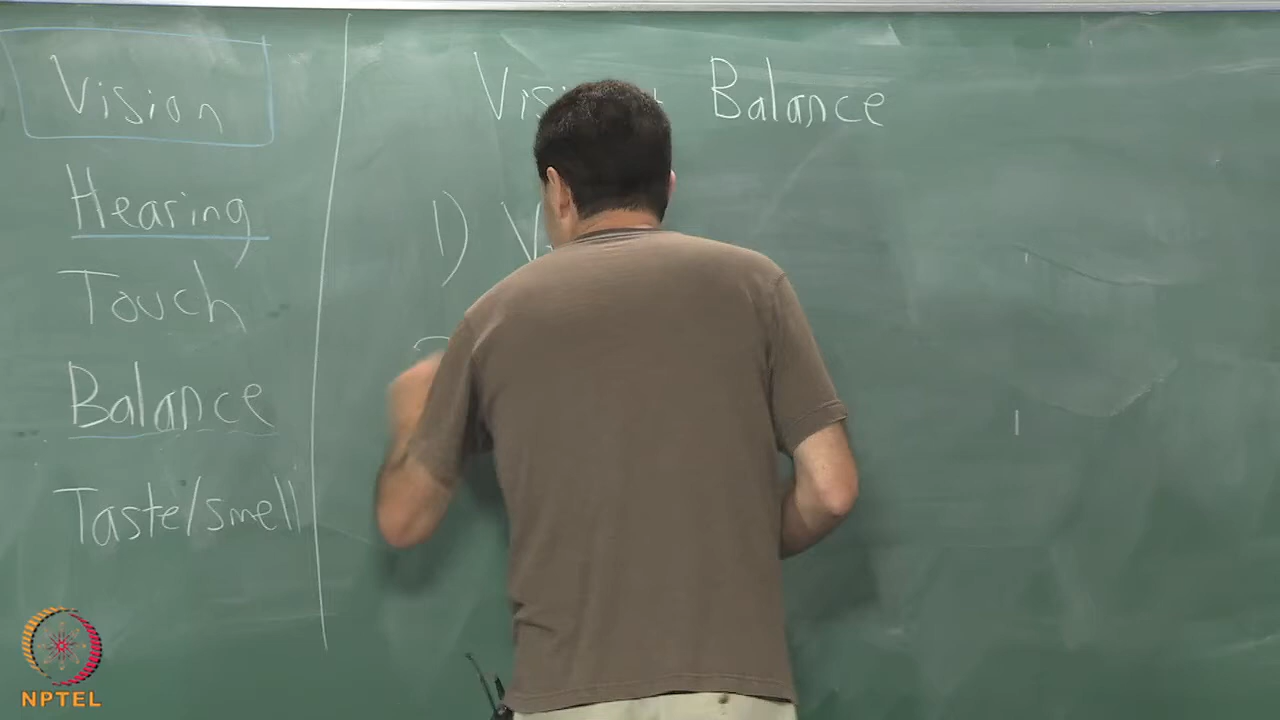 Vision
Hearing
Touch
Balance
Taste/smell
Balance
1)
NPTEL